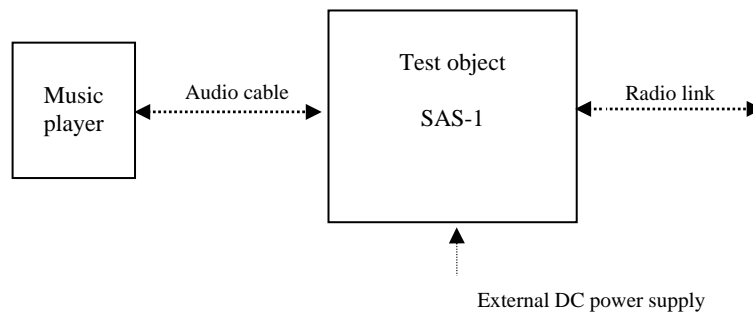 Music
player
Audio cable
Test object
SAS-1
Radio link
External DC power supply